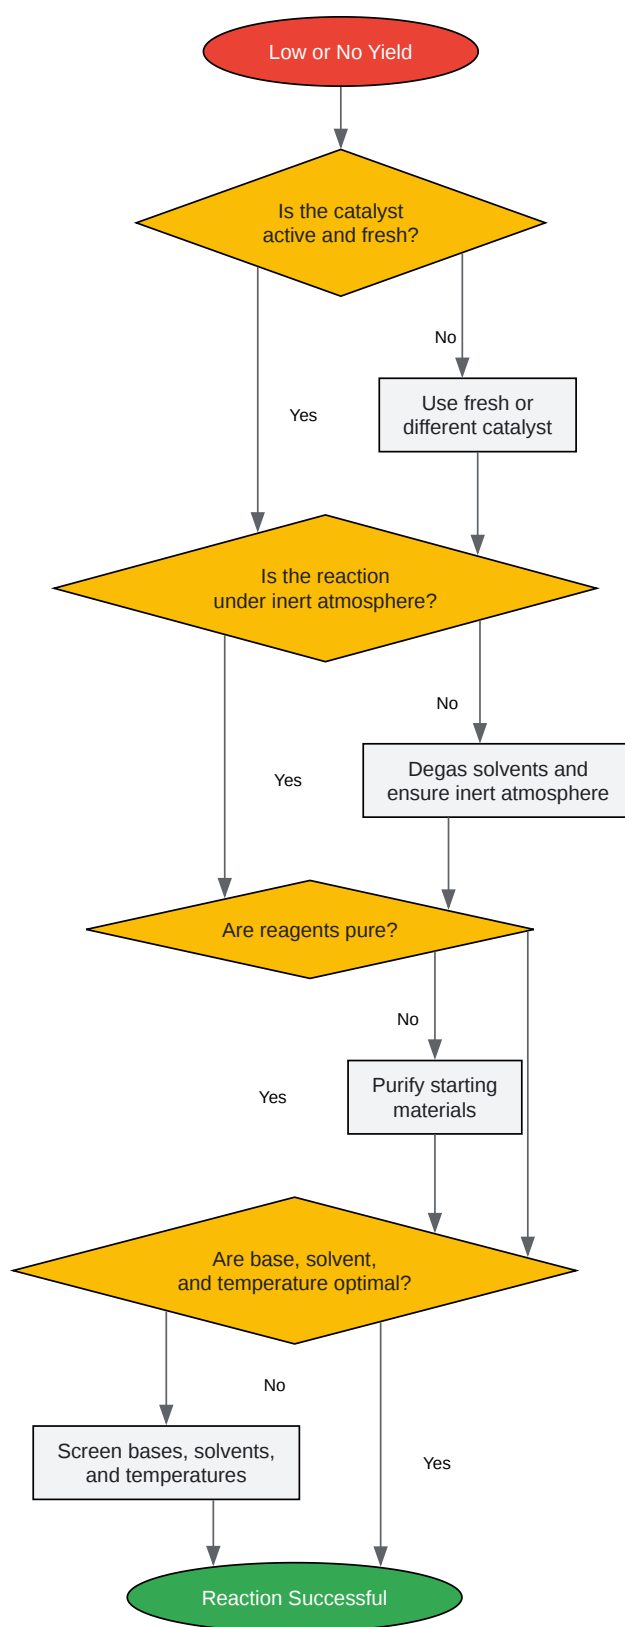 Low or No Yield
Is the catalyst
active and fresh?
No
Use fresh or
different catalyst
Yes
Is the reaction
under inert atmosphere?
No
Degas solvents and
ensure inert atmosphere
Yes
Are reagents pure?
No
Purify starting
materials
Yes
Are base, solvent,
and temperature optimal?
No
Screen bases, solvents,
and temperatures
Yes
Reaction Successful